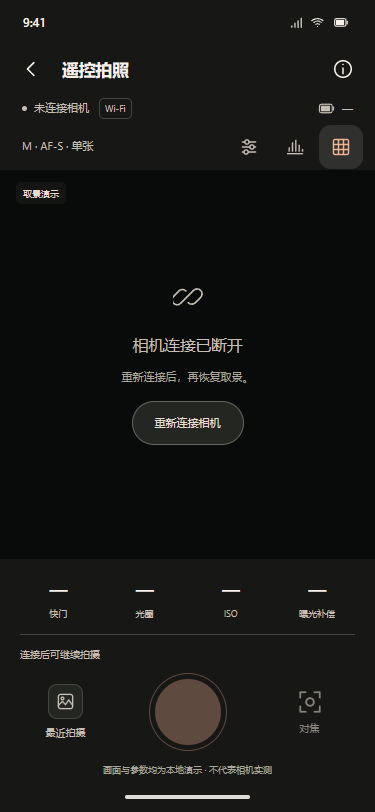 9:41
遥控拍照
未连接相机 Wi-Fi —
M · AF-S · 单张
取景演示
相机连接已断开
重新连接后，再恢复取景。
重新连接相机
— — — —
快门 光圈 ISO 曝光补偿
连接后可继续拍摄
最近拍摄 对焦
画面与参数均为本地演示 · 不代表相机实测